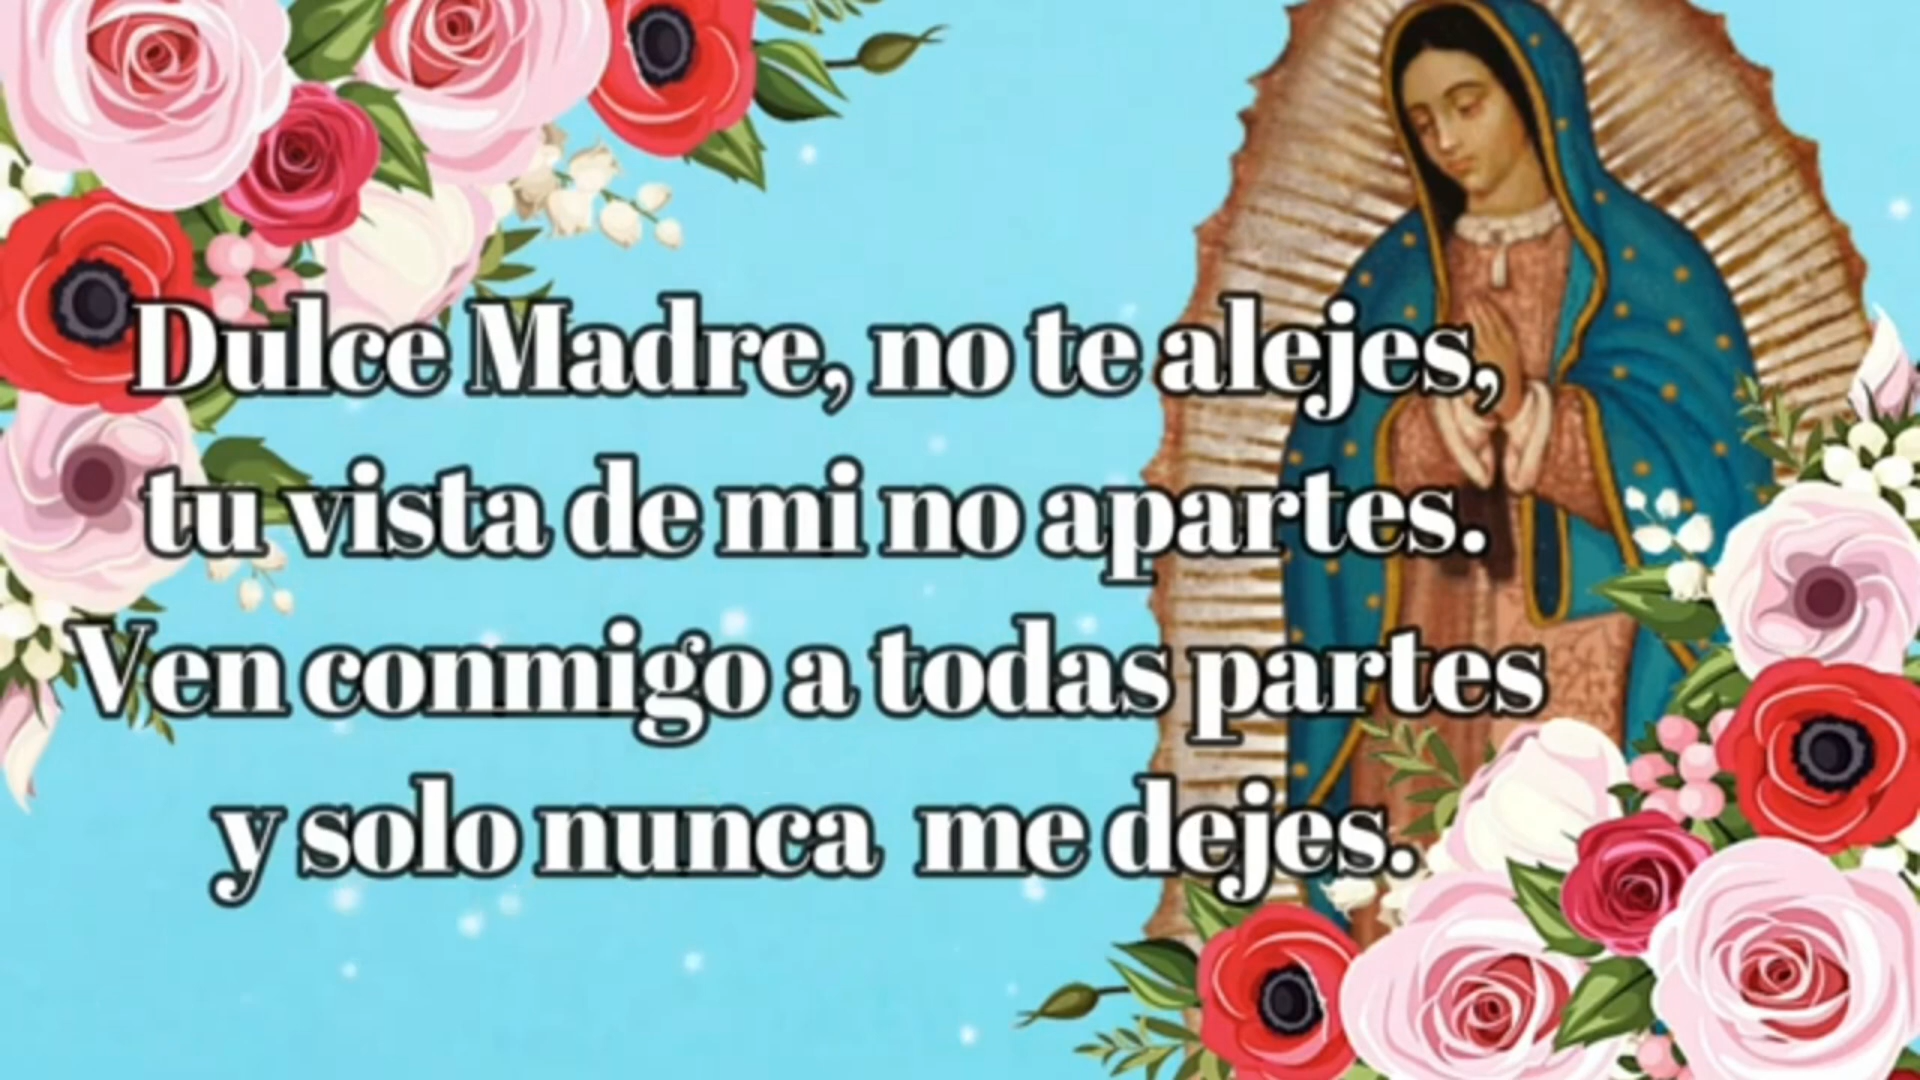 Dulce Madre, no te alejes,
tu vista de mi no apartes.
Ven conmigo a todas partes
y solo nunca me dejes.